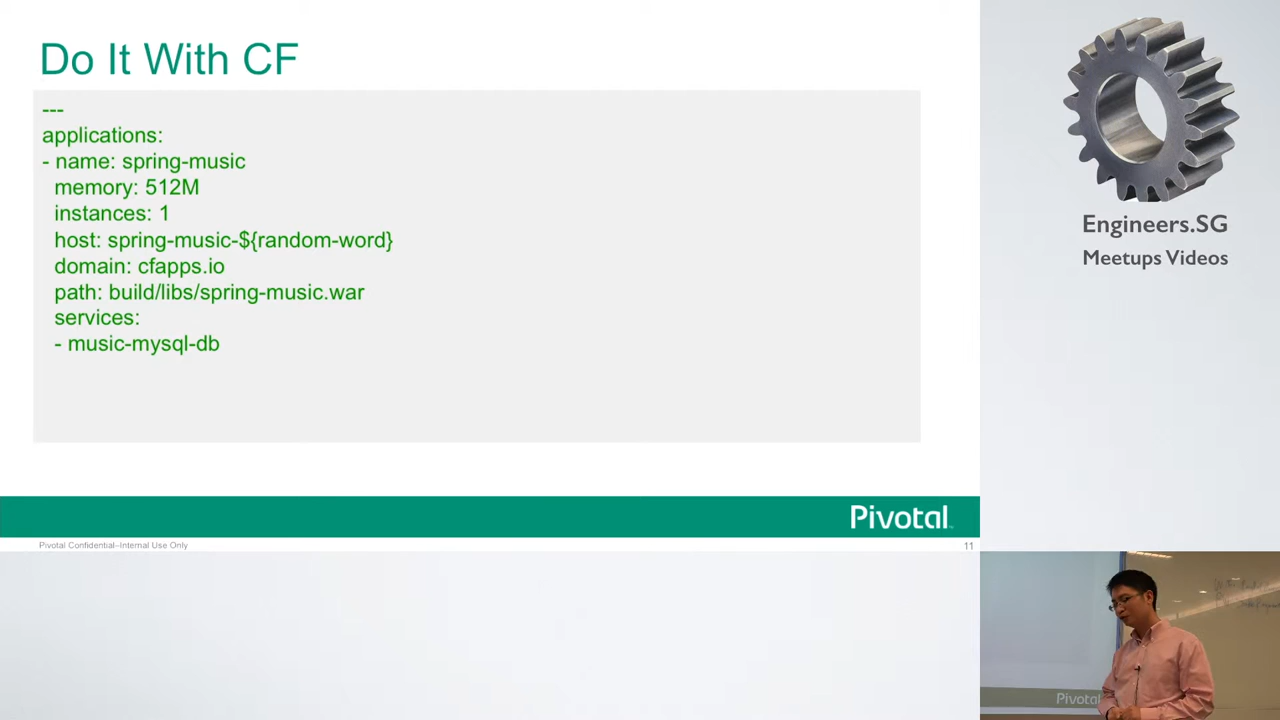 Do It With CF
---
applications:
- name: spring-music
memory: 512M
instances: 1
host: spring-music-${random-word}
domain: cfapps.io
path: build/libs/spring-music.war
services:
- music-mysql-db
Pivotal
Pivotal Confidential–Internal Use Only
11
Engineers.SG
Meetups Videos
Pivotal